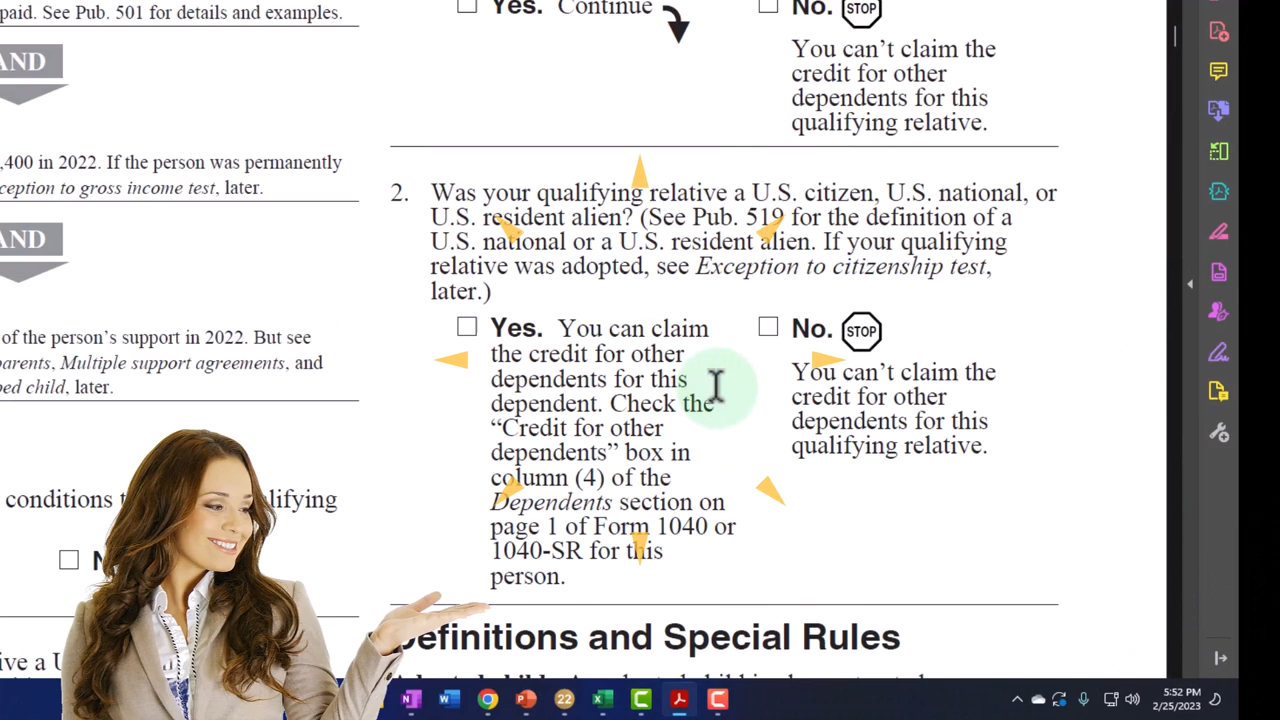 paid. See Pub. 501 for details and examples.
AND
,400 in 2022. If the person was permanently
ception to gross income test, later.
AND
of the person's support in 2022. But see
parents, Multiple support agreements, and
ped child, later.
conditions
lifying
ive a U
Yes. Continue
No. STOP
You can't claim the
credit for other
dependents for this
qualifying relative.
2. Was your qualifying relative a U.S. citizen, U.S. national, or
U.S. resident alien? (See Pub. 519 for the definition of a
U.S. national or a U.S. resident alien. If your qualifying
relative was adopted, see Exception to citizenship test,
later.)
Yes. You can claim
the credit for other
dependents for this
dependent. Check the
“Credit for other
dependents” box in
column (4) of the
Dependents section on
page 1 of Form 1040 or
1040-SR for this
person.
No. STOP
You can't claim the
credit for other
dependents for this
qualifying relative.
Definitions and Special Rules
22
5:52 PM
2/25/2023